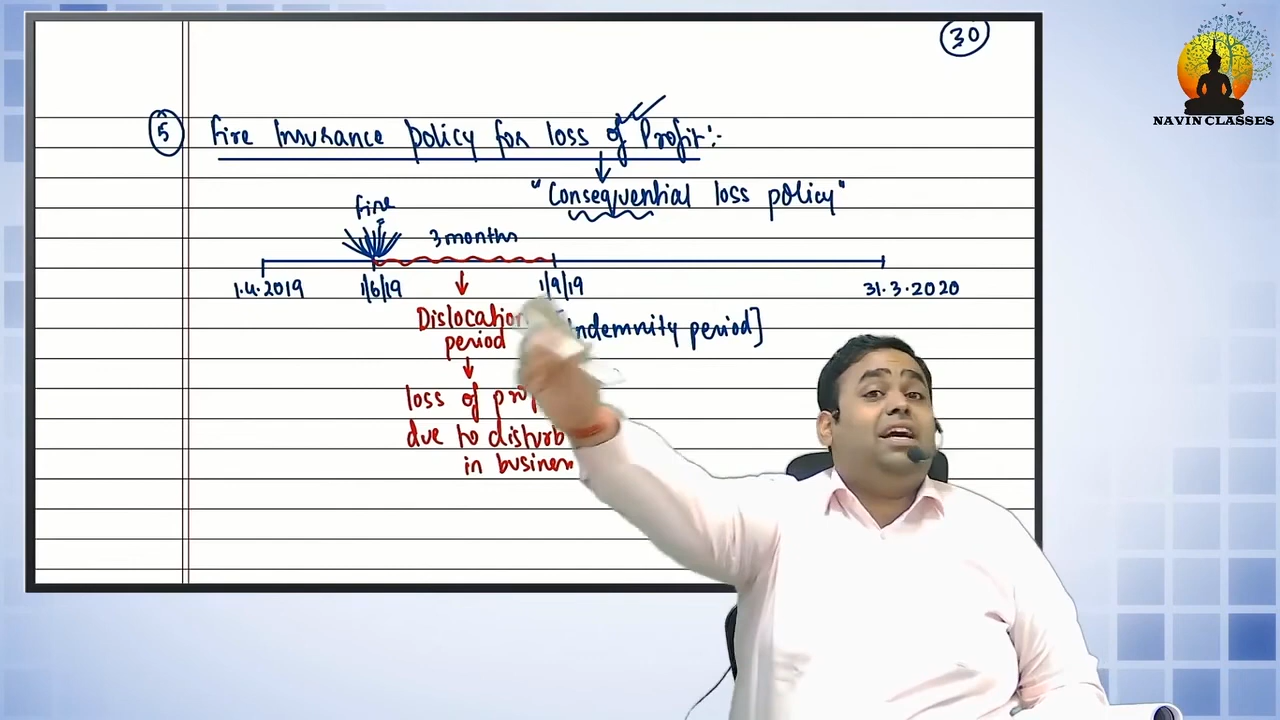 30
NAVIN CLASSES
5 Fire Insurance policy for loss of Profit:-
"Consequential loss policy"
Fire
3 months
1.4.2019 1/6/19 1/9/19 31.3.2020
Dislocation
period
Indemnity period]
loss of
due to
in